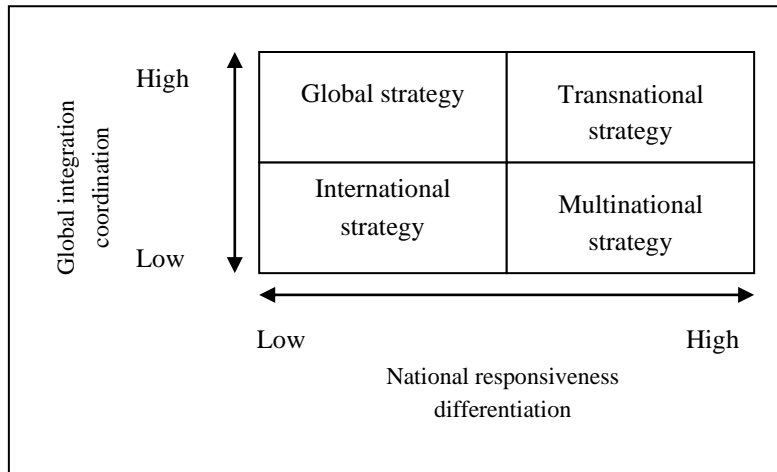 High
Global strategy
Transnational
strategy
Global integration
coordination
International
strategy
Multinational
strategy
Low
Low
High
National responsiveness
differentiation